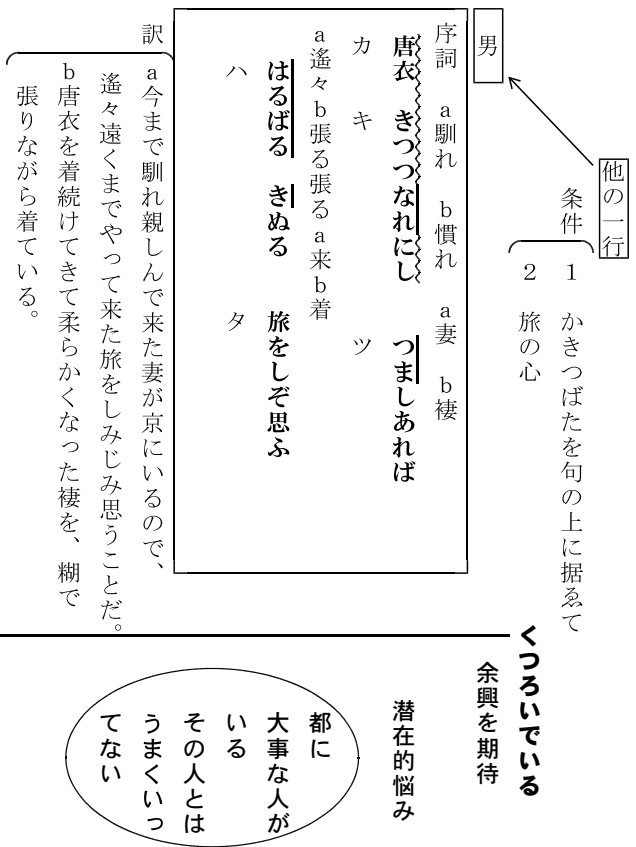 他の一行
条件
1 かきつばたを句の上に据ゑて
2 旅の心
男
序詞 a馴れ b慣れ a妻 b褄
唐衣 きつつなれにし つましあれば
カ キ ツ
a遙々b張る張るa来b着
はるばる きぬる 旅をしぞ思ふ
ハ タ
訳
a今まで馴れ親しんで来た妻が京にいるので、
遙々遠くまでやって来た旅をしみじみ思うことだ。
b唐衣を着続けてきて柔らかくなった褄を、糊で
張りながら着ている。
くつろいでいる
余興を期待
潜在的悩み
都に
大事な人が
いる
その人とは
うまくいっ
てない